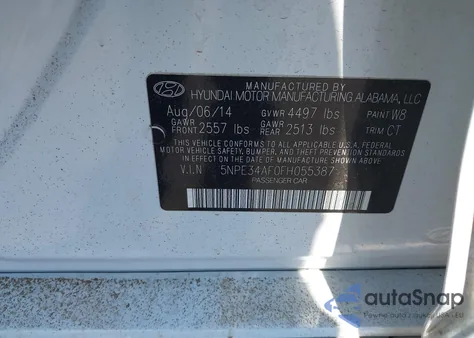 MANUFACTURED BY
HYUNDAI MOTOR MANUFACTURING ALABAMA, LLC
Aug/06/14 GVWR 4497 lbs PAINT W8
GAWR FRONT 2557 lbs GAWR REAR 2513 lbs TRIM CT
THIS VEHICLE CONFORMS TO ALL APPLICABLE U.S.A. FEDERAL
MOTOR VEHICLE SAFETY, BUMPER, AND THEFT PREVENTION
STANDARDS IN EFFECT ON THE DATE OF MANUFACTURE SHOWN ABOVE.
V.I.N 5NPE34AF0FH055387
PASSENGER CAR
autoSnap